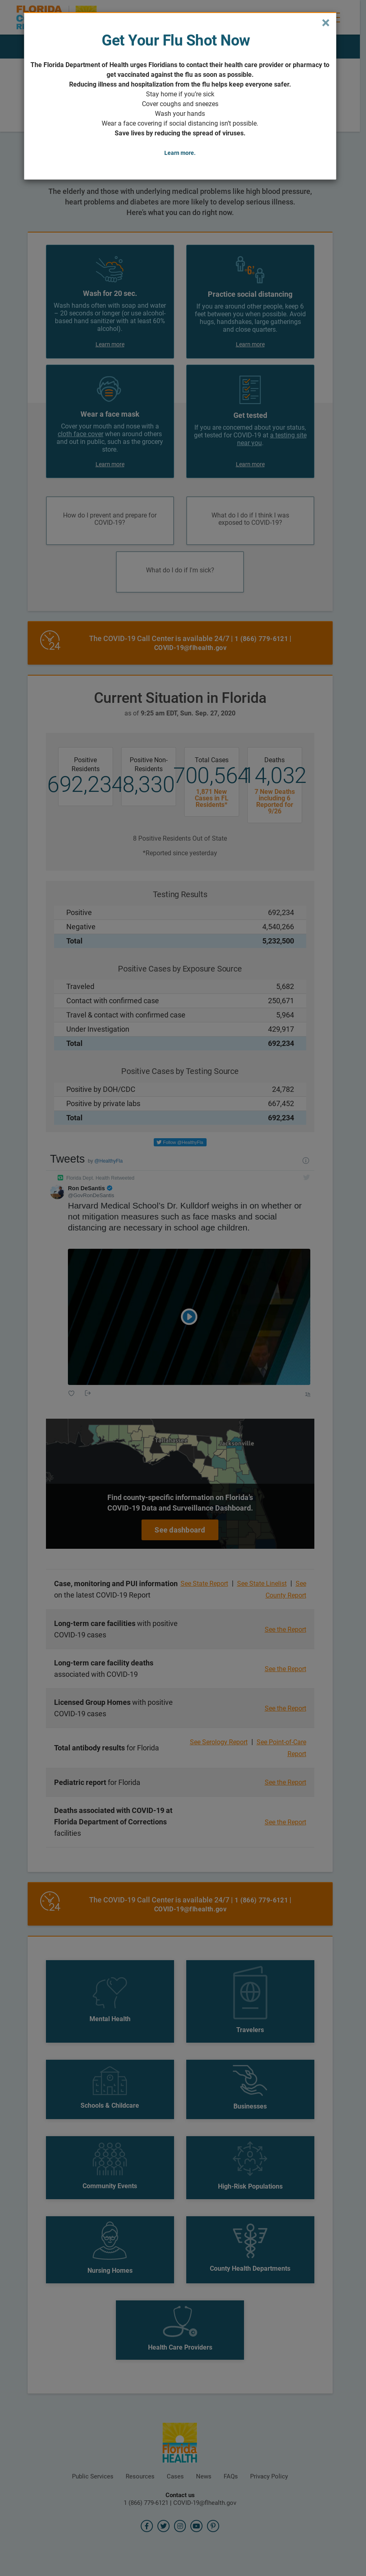 FLORIDA
×
Get Your Flu Shot Now
The Florida Department of Health urges Floridians to contact their health care provider or pharmacy to
get vaccinated against the flu as soon as possible.
Reducing illness and hospitalization from the flu helps keep everyone safer.
Stay home if you're sick
Cover coughs and sneezes
Wash your hands
Wear a face covering if social distancing isn't possible.
Save lives by reducing the spread of viruses.
Learn more.
The elderly and those with underlying medical problems like high blood pressure,
heart problems and diabetes are more likely to develop serious illness.
Here's what you can do right now.
Wash for 20 sec.
Wash hands often with soap and water
– 20 seconds or longer (or use alcohol-
based hand sanitizer with at least 60%
alcohol).
Learn more
6'
Practice social distancing
If you are around other people, keep 6
feet between you when possible. Avoid
hugs, handshakes, large gatherings
and close quarters.
Learn more
Wear a face mask
Cover your mouth and nose with a
cloth face cover when around others
and out in public, such as the grocery
store.
Learn more
Get tested
If you are concerned about your status,
get tested for COVID-19 at a testing site
near you.
Learn more
How do I prevent and prepare for
COVID-19?
What do I do if I think I was
exposed to COVID-19?
What do I do if I'm sick?
24
The COVID-19 Call Center is available 24/7 | 1 (866) 779-6121 |
COVID-19@flhealth.gov
Current Situation in Florida
as of 9:25 am EDT, Sun. Sep. 27, 2020
Positive
Residents
692,234
Positive Non-
Residents
8,330
Total Cases
700,564
1,871 New
Cases in FL
Residents*
Deaths
14,032
7 New Deaths
Including 6
Reported for
9/26
8 Positive Residents Out of State
*Reported since yesterday
Testing Results
Positive 692,234
Negative 4,540,266
Total 5,232,500
Positive Cases by Exposure Source
Traveled 5,682
Contact with confirmed case 250,671
Travel & contact with confirmed case 5,964
Under Investigation 429,917
Total 692,234
Positive Cases by Testing Source
Positive by DOH/CDC 24,782
Positive by private labs 667,452
Total 692,234
Follow @HealthyFla
Tweets by @HealthyFla
Florida Dept. Health Retweeted
Ron DeSantis
@GovRonDeSantis
Harvard Medical School's Dr. Kulldorf weighs in on whether or
not mitigation measures such as face masks and social
distancing are necessary in school age children.
Tallahassee
Jacksonville
Find county-specific information on Florida's
COVID-19 Data and Surveillance Dashboard.
See dashboard
Case, monitoring and PUI information
on the latest COVID-19 Report
See State Report | See State Linelist | See
County Report
Long-term care facilities with positive
COVID-19 cases
See the Report
Long-term care facility deaths
associated with COVID-19
See the Report
Licensed Group Homes with positive
COVID-19 cases
See the Report
Total antibody results for Florida
See Serology Report | See Point-of-Care
Report
Pediatric report for Florida
See the Report
Deaths associated with COVID-19 at
Florida Department of Corrections
facilities
See the Report
24
The COVID-19 Call Center is available 24/7 | 1 (866) 779-6121 |
COVID-19@flhealth.gov
Mental Health
Travelers
Schools & Childcare
Businesses
Community Events
High-Risk Populations
Nursing Homes
County Health Departments
Health Care Providers
Florida
HEALTH
Public Services Resources Cases News FAQs Privacy Policy
Contact us
1 (866) 779-6121 | COVID-19@flhealth.gov